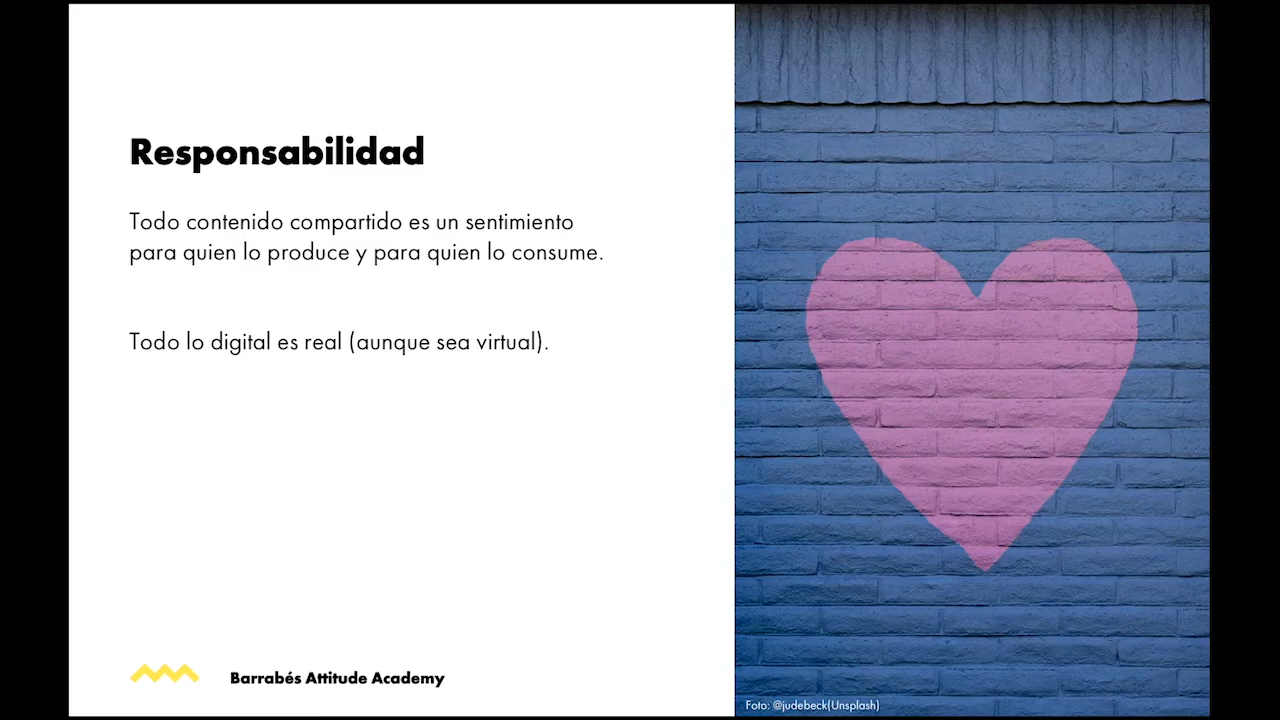 Responsabilidad
Todo contenido compartido es un sentimiento
para quien lo produce y para quien lo consume.
Todo lo digital es real (aunque sea virtual).
Barrabés Attitude Academy
Foto: @judebeck(Unsplash)